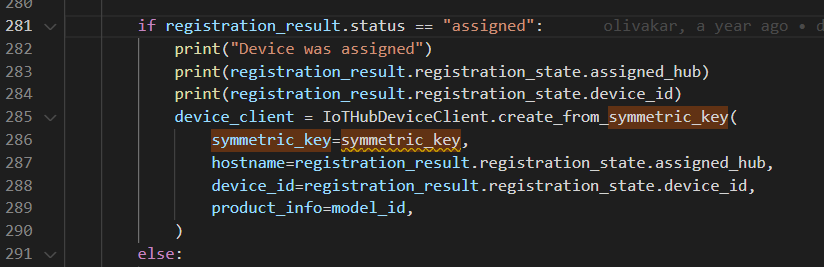 280
281 if registration_result.status == "assigned": olivakar, a year ago •
282 print("Device was assigned")
283 print(registration_result.registration_state.assigned_hub)
284 print(registration_result.registration_state.device_id)
285 device_client = IoTHubDeviceClient.create_from_symmetric_key(
286 symmetric_key=symmetric_key,
287 hostname=registration_result.registration_state.assigned_hub,
288 device_id=registration_result.registration_state.device_id,
289 product_info=model_id,
290 )
291 else: